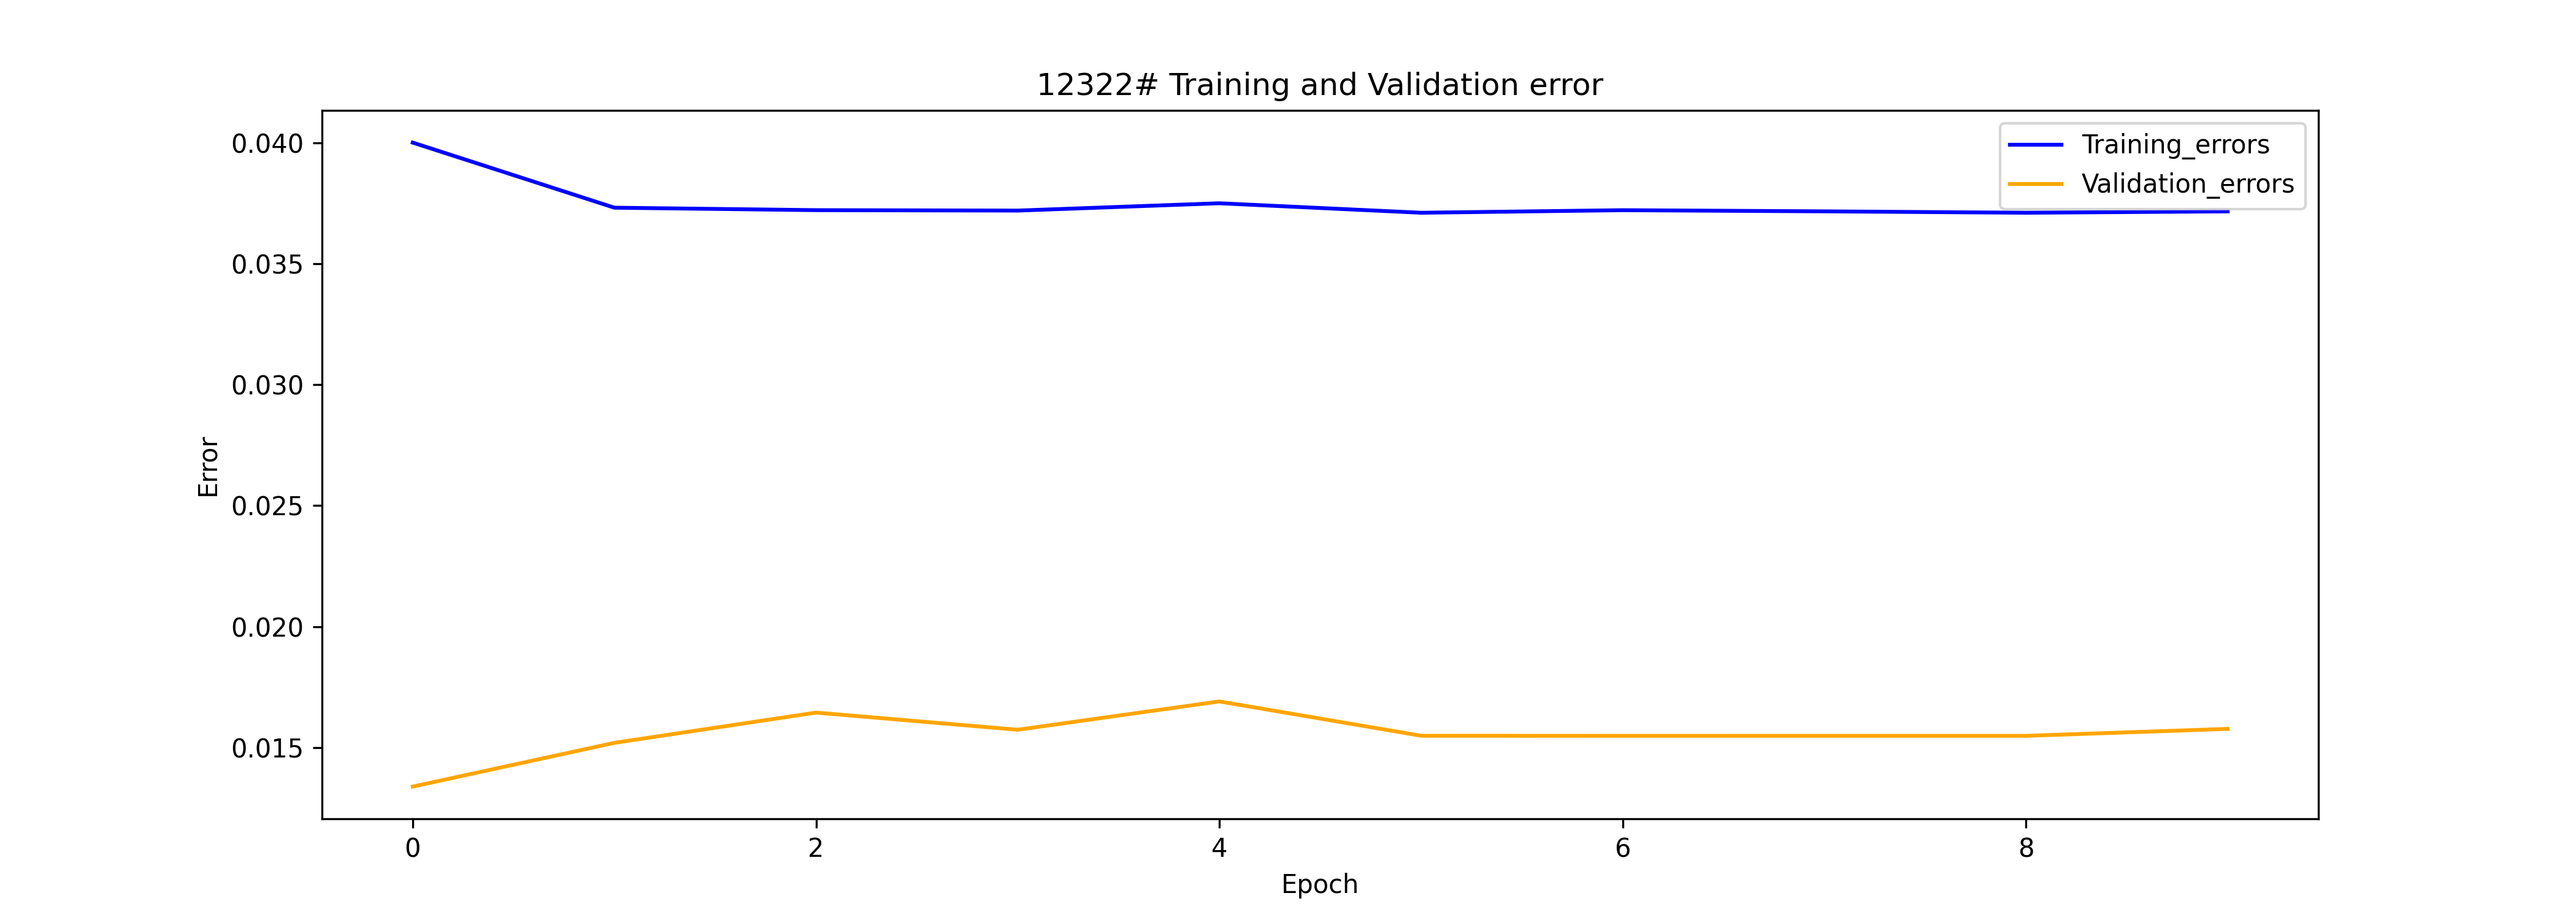 12322# Training and Validation error
Training_errors
Validation_errors
0.040
0.035
0.030
0.025
0.020
0.015
Error
0 2 4 6 8
Epoch